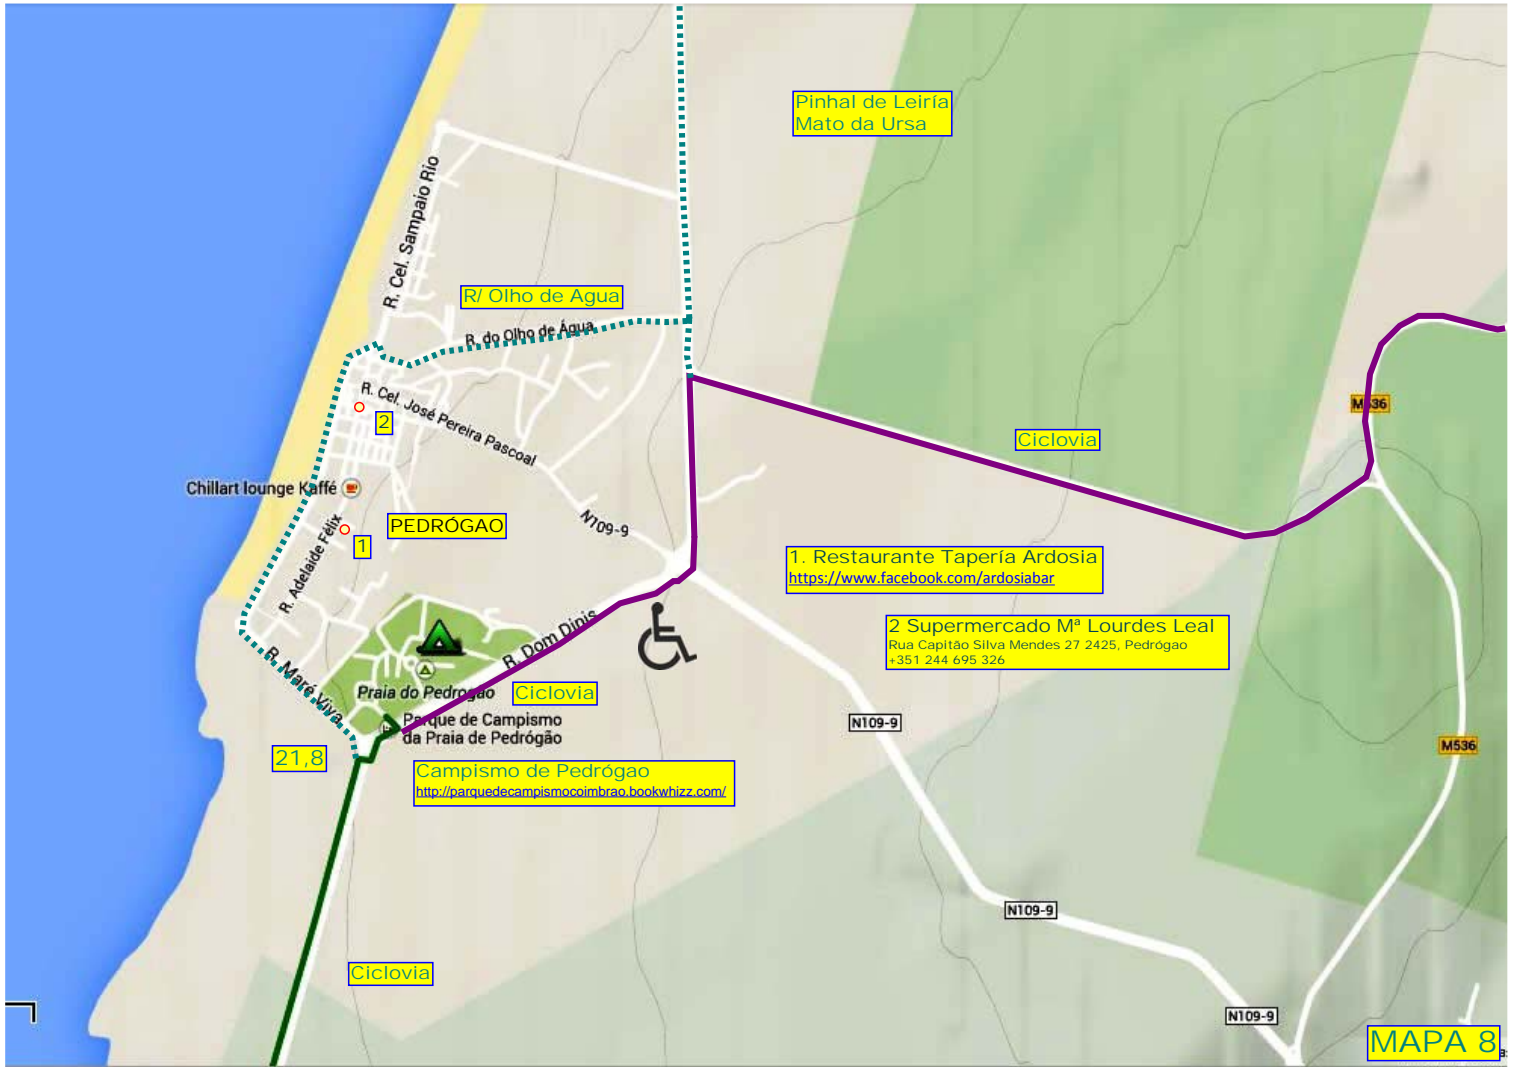 Pinhal de Leiría
Mato da Ursa
R. Cel. Sampaio Rio
R/ Olho de Agua
R. do Olho de Água
R. Cel. José Pereira Pascoal
2
M536
Ciclovia
Chillart lounge Kaffé
PEDRÓGAO
N109-9
1
R. Adelaide Félix
1. Restaurante Tapería Ardosia
https://www.facebook.com/ardosiabar
2 Supermercado Mª Lourdes Leal
Rua Capitão Silva Mendes 27 2425, Pedrógao
+351 244 695 326
R. Dom Dinis
R. Maré Viva
Praia do Pedrógão
Ciclovia
Parque de Campismo
da Praia de Pedrógão
N109-9
M536
21,8
Campismo de Pedrógao
http://parquedecampismocoimbrao.bookwhizz.com/
N109-9
Ciclovia
N109-9
MAPA 8